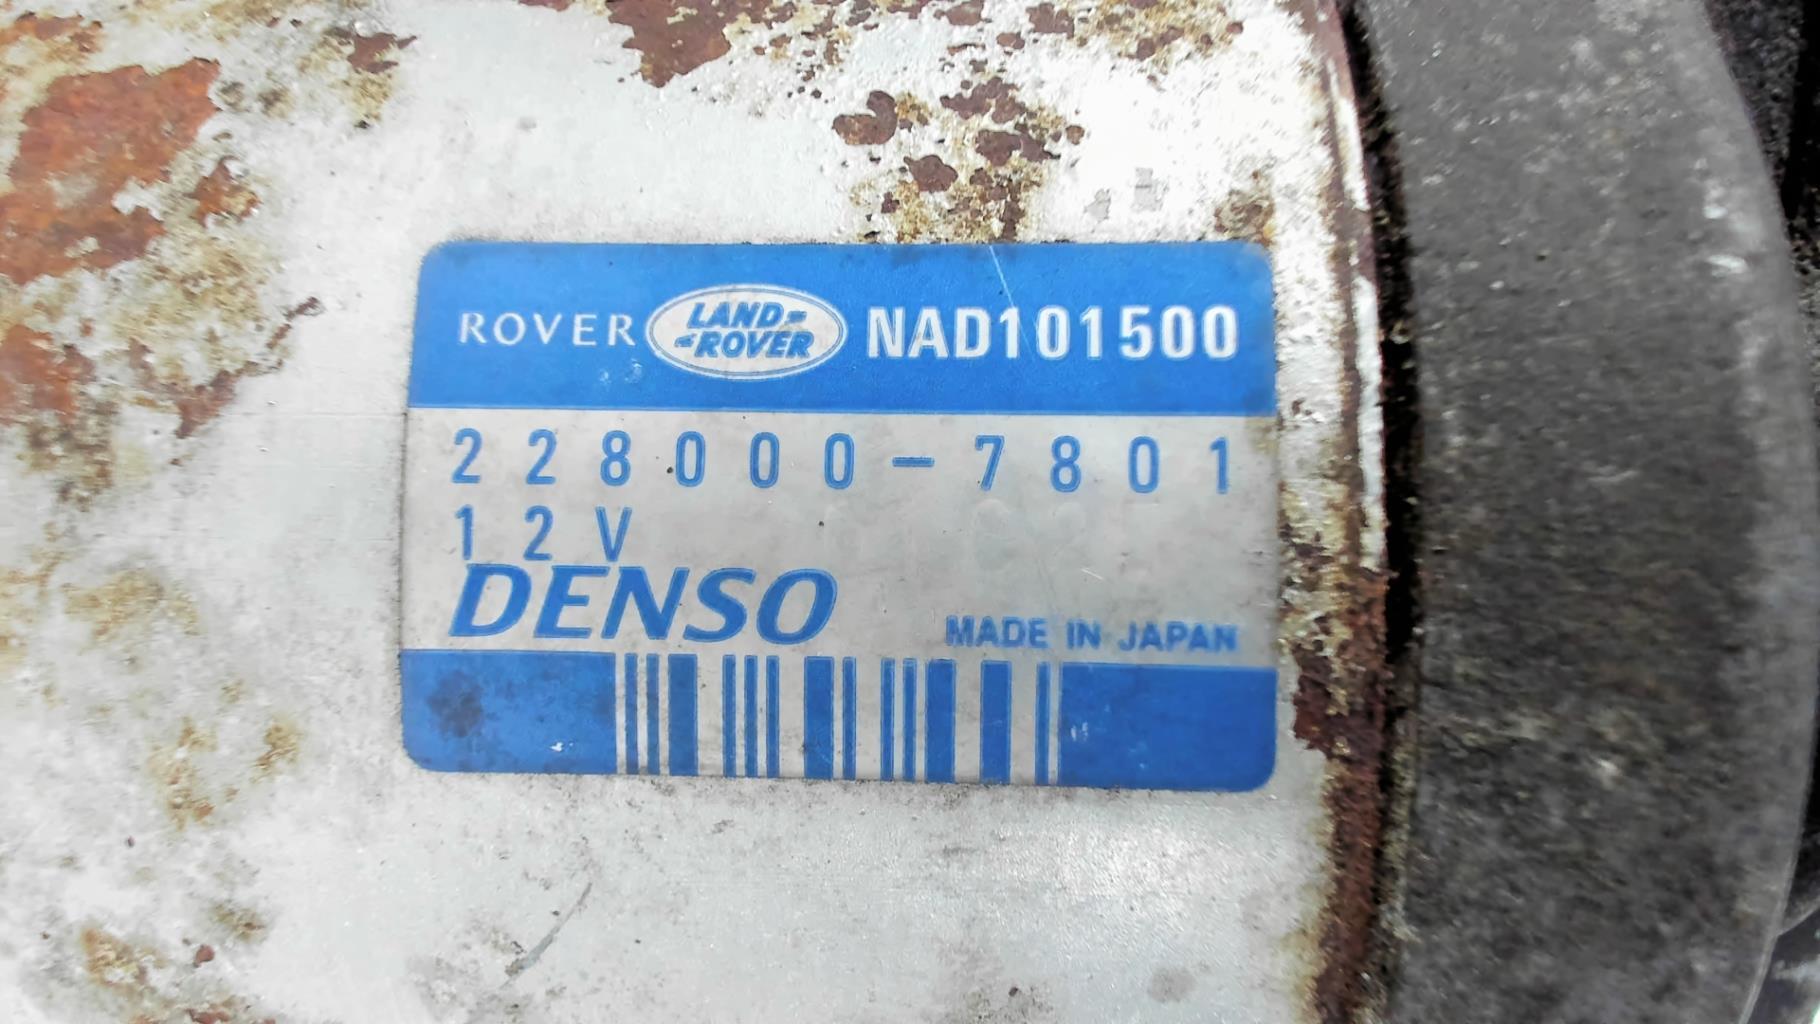 ROVER LAND-ROVER NAD101500
228000-7801
12V
DENSO
MADE IN JAPAN